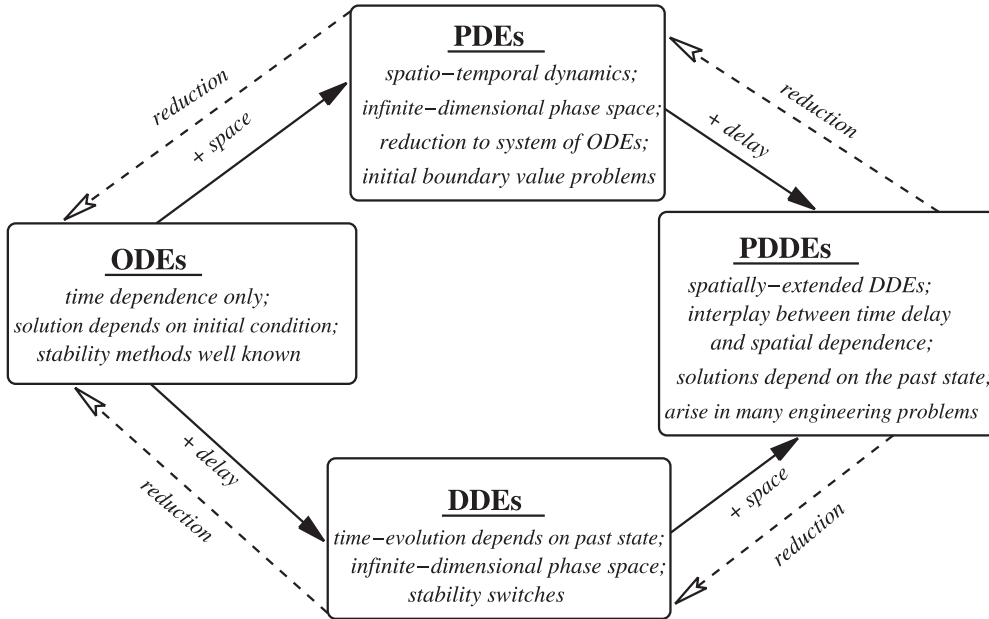 PDEs
spatio-temporal dynamics;
infinite-dimensional phase space;
reduction to system of ODEs;
initial boundary value problems
reduction
+ space
+ delay
reduction
ODEs
time dependence only;
solution depends on initial condition;
stability methods well known
PDDEs
spatially-extended DDEs;
interplay between time delay
and spatial dependence;
solutions depend on the past state;
arise in many engineering problems
+ delay
reduction
+ space
reduction
DDEs
time-evolution depends on past state;
infinite-dimensional phase space;
stability switches